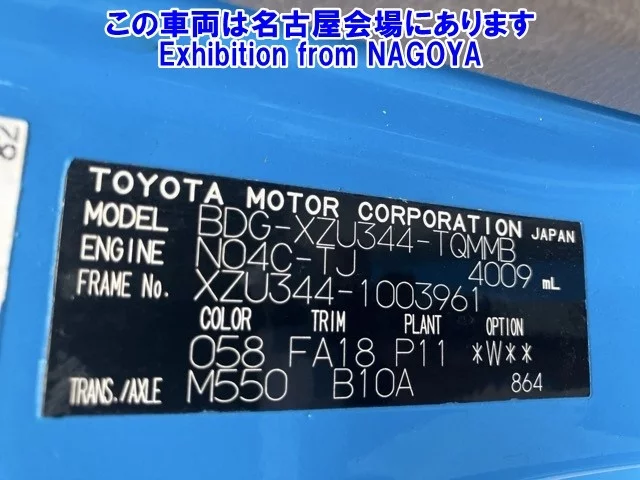 この車両は名古屋会場にあります
Exhibition from NAGOYA
62
TOYOTA MOTOR CORPORATION JAPAN
MODEL BDG-XZU344-TQMMB
ENGINE N04C-TJ 4009 mL
FRAME No. XZU344-1003961
COLOR TRIM PLANT OPTION
058 FA18 P11 *W**
TRANS./AXLE M550 B10A 864